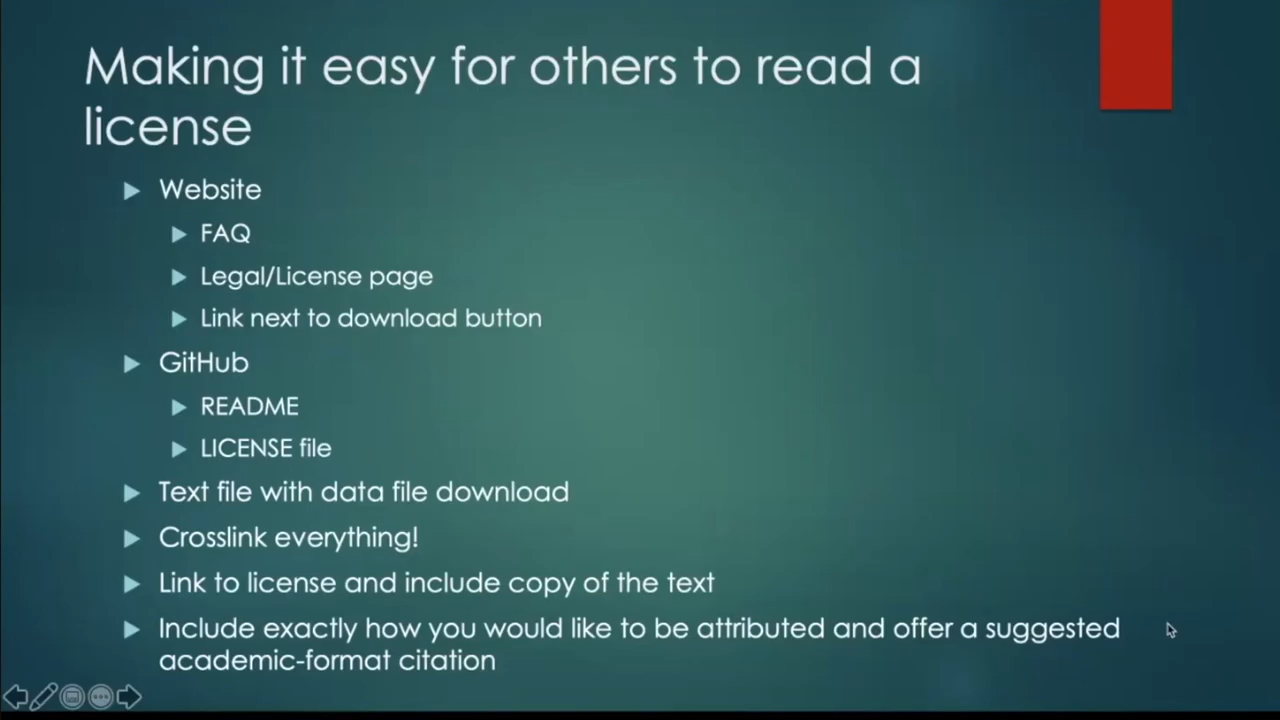 Making it easy for others to read a
license
Website
FAQ
Legal/License page
Link next to download button
GitHub
README
LICENSE file
Text file with data file download
Crosslink everything!
Link to license and include copy of the text
Include exactly how you would like to be attributed and offer a suggested
academic-format citation